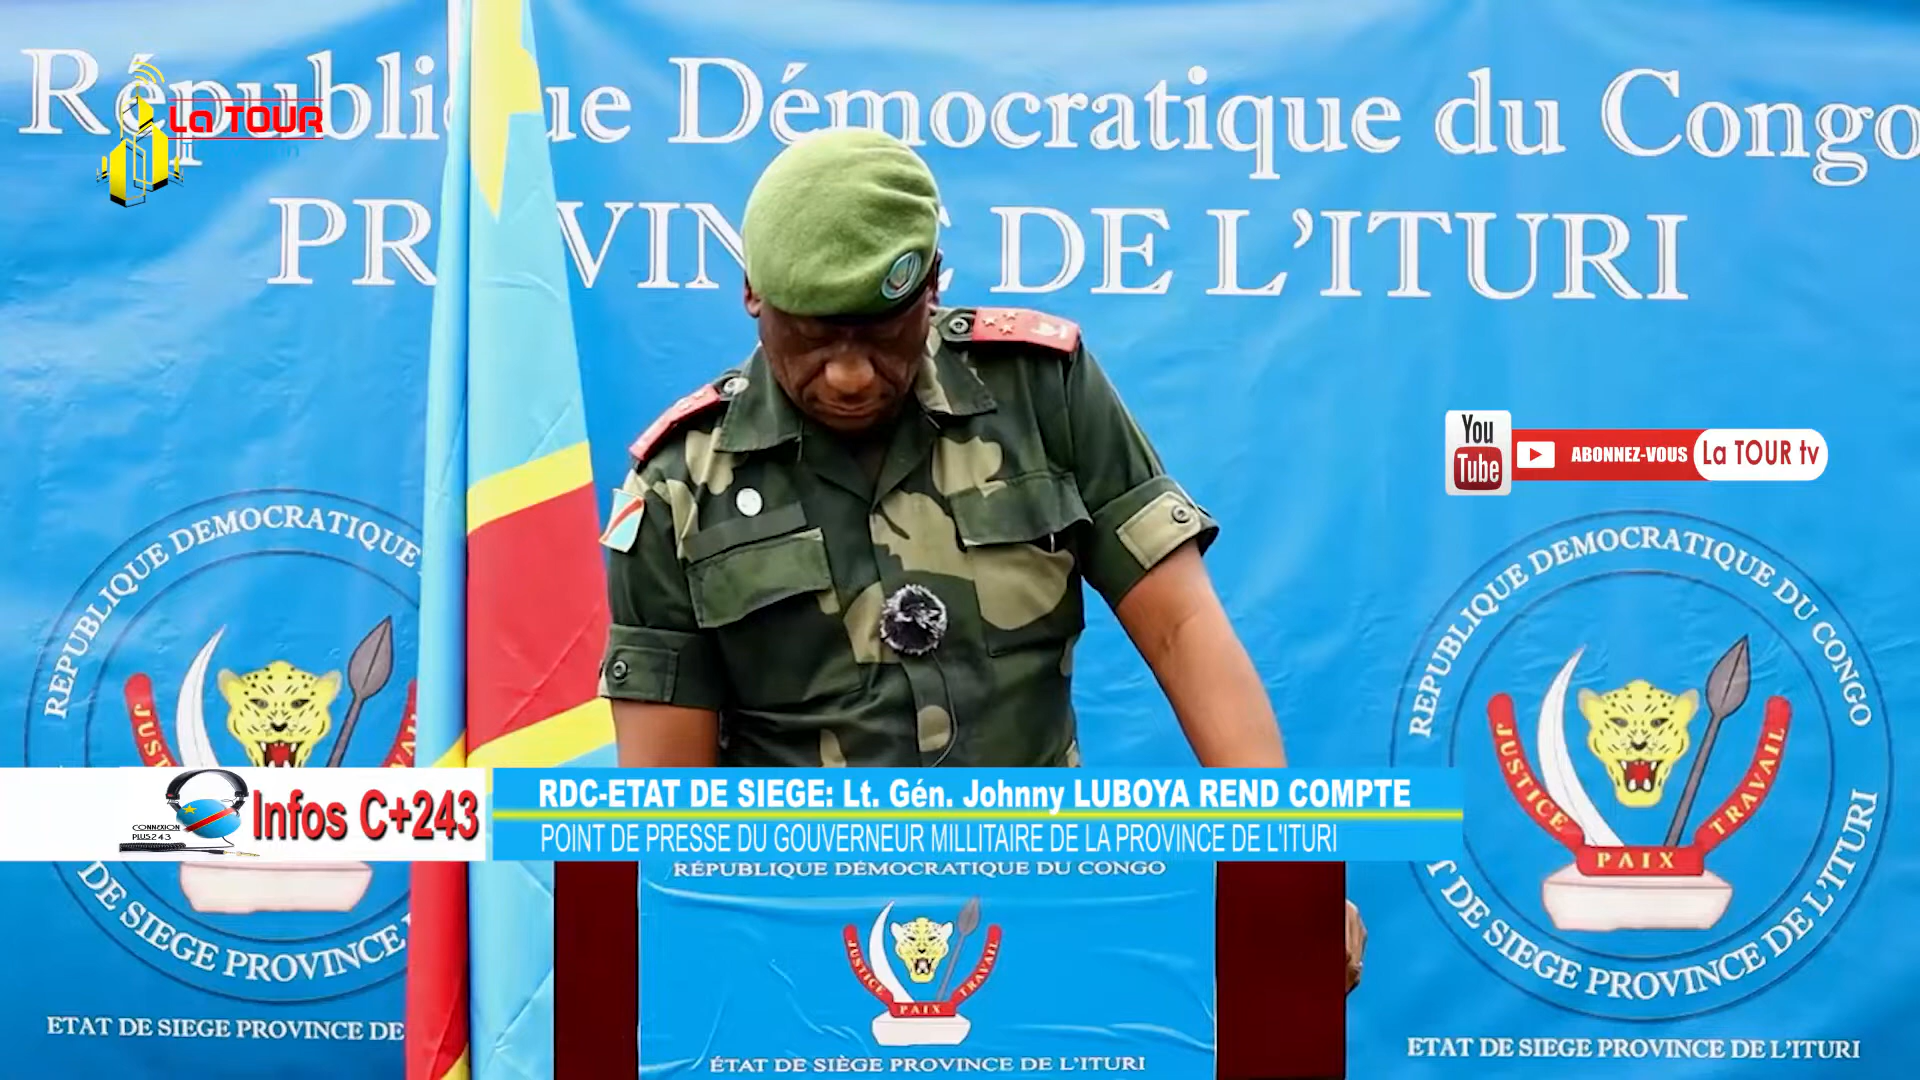 République Démocratique du Congo
La TOUR
PROVINCE DE L'ITURI
You
Tube
ABONNEZ-VOUS
La TOUR tv
REPUBLIQUE DEMOCRATIQUE
JUSTICE
TRAVAIL
DE SIEGE PROVINCE
ETAT DE SIEGE PROVINCE DE
REPUBLIQUE DEMOCRATIQUE DU CONGO
JUSTICE
TRAVAIL
PAIX
T DE SIEGE PROVINCE DE L'ITURI
ETAT DE SIEGE PROVINCE DE L'ITURI
CONNEXION
PLUS243
Infos C+243
RDC-ETAT DE SIEGE: Lt. Gén. Johnny LUBOYA REND COMPTE
POINT DE PRESSE DU GOUVERNEUR MILLITAIRE DE LA PROVINCE DE L'ITURI
RÉPUBLIQUE DÉMOCRATIQUE DU CONGO
JUSTICE
TRAVAIL
PAIX
ÉTAT DE SIÈGE PROVINCE DE L'ITURI